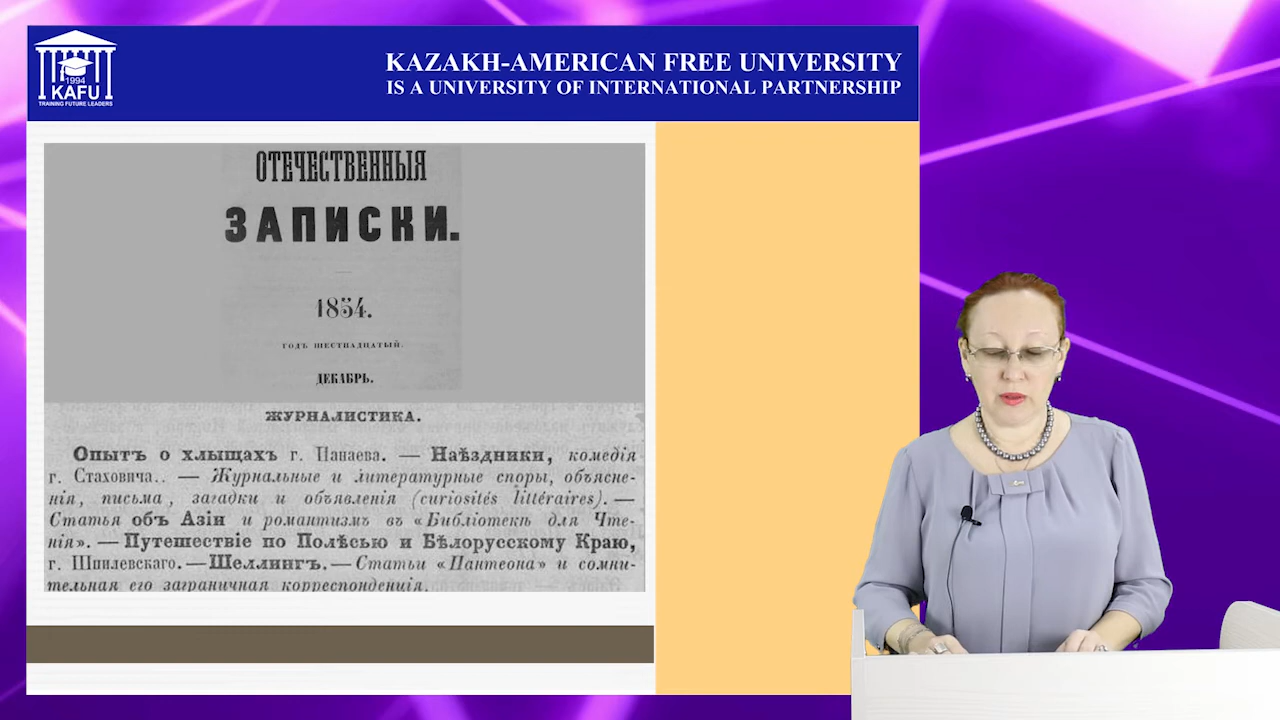 1994
KAFU
TRAINING FUTURE LEADERS
KAZAKH-AMERICAN FREE UNIVERSITY
IS A UNIVERSITY OF INTERNATIONAL PARTNERSHIP
ОТЕЧЕСТВЕННЫЯ
ЗАПИСКИ.
1854.
ГОДЪ ШЕСТНАДЦАТЫЙ.
ДЕКАБРЬ.
ЖУРНАЛИСТИКА.
Опытъ о хлыщахъ г. Панаева. — Наѣздники, комедія
г. Стаховича.. — Журнальные и литературные споры, объясне-
нія, письма, загадки и объявленія (curiosités littéraires). —
Статья объ Азіи и романтизмъ въ «Библіотекѣ для Чте-
нія». — Путешествіе по Полѣсью и Бѣлорусскому Краю,
г. Шпилевскаго. — Шеллингъ. — Статьи «Пантеона» и сомни-
тельная его заграничная корреспонденція.